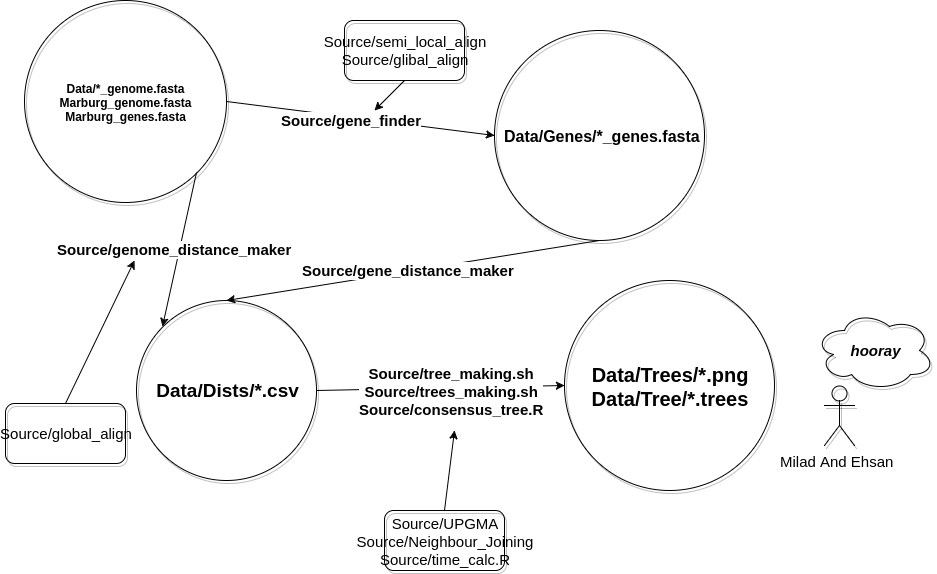 Data/*_genome.fasta
Marburg_genome.fasta
Marburg_genes.fasta
Source/semi_local_align
Source/glibal_align
Source/gene_finder
Data/Genes/*_genes.fasta
Source/genome_distance_maker
Source/gene_distance_maker
Data/Dists/*.csv
Source/tree_making.sh
Source/trees_making.sh
Source/consensus_tree.R
Data/Trees/*.png
Data/Tree/*.trees
hooray
Source/global_align
Milad And Ehsan
Source/UPGMA
Source/Neighbour_Joining
Source/time_calc.R